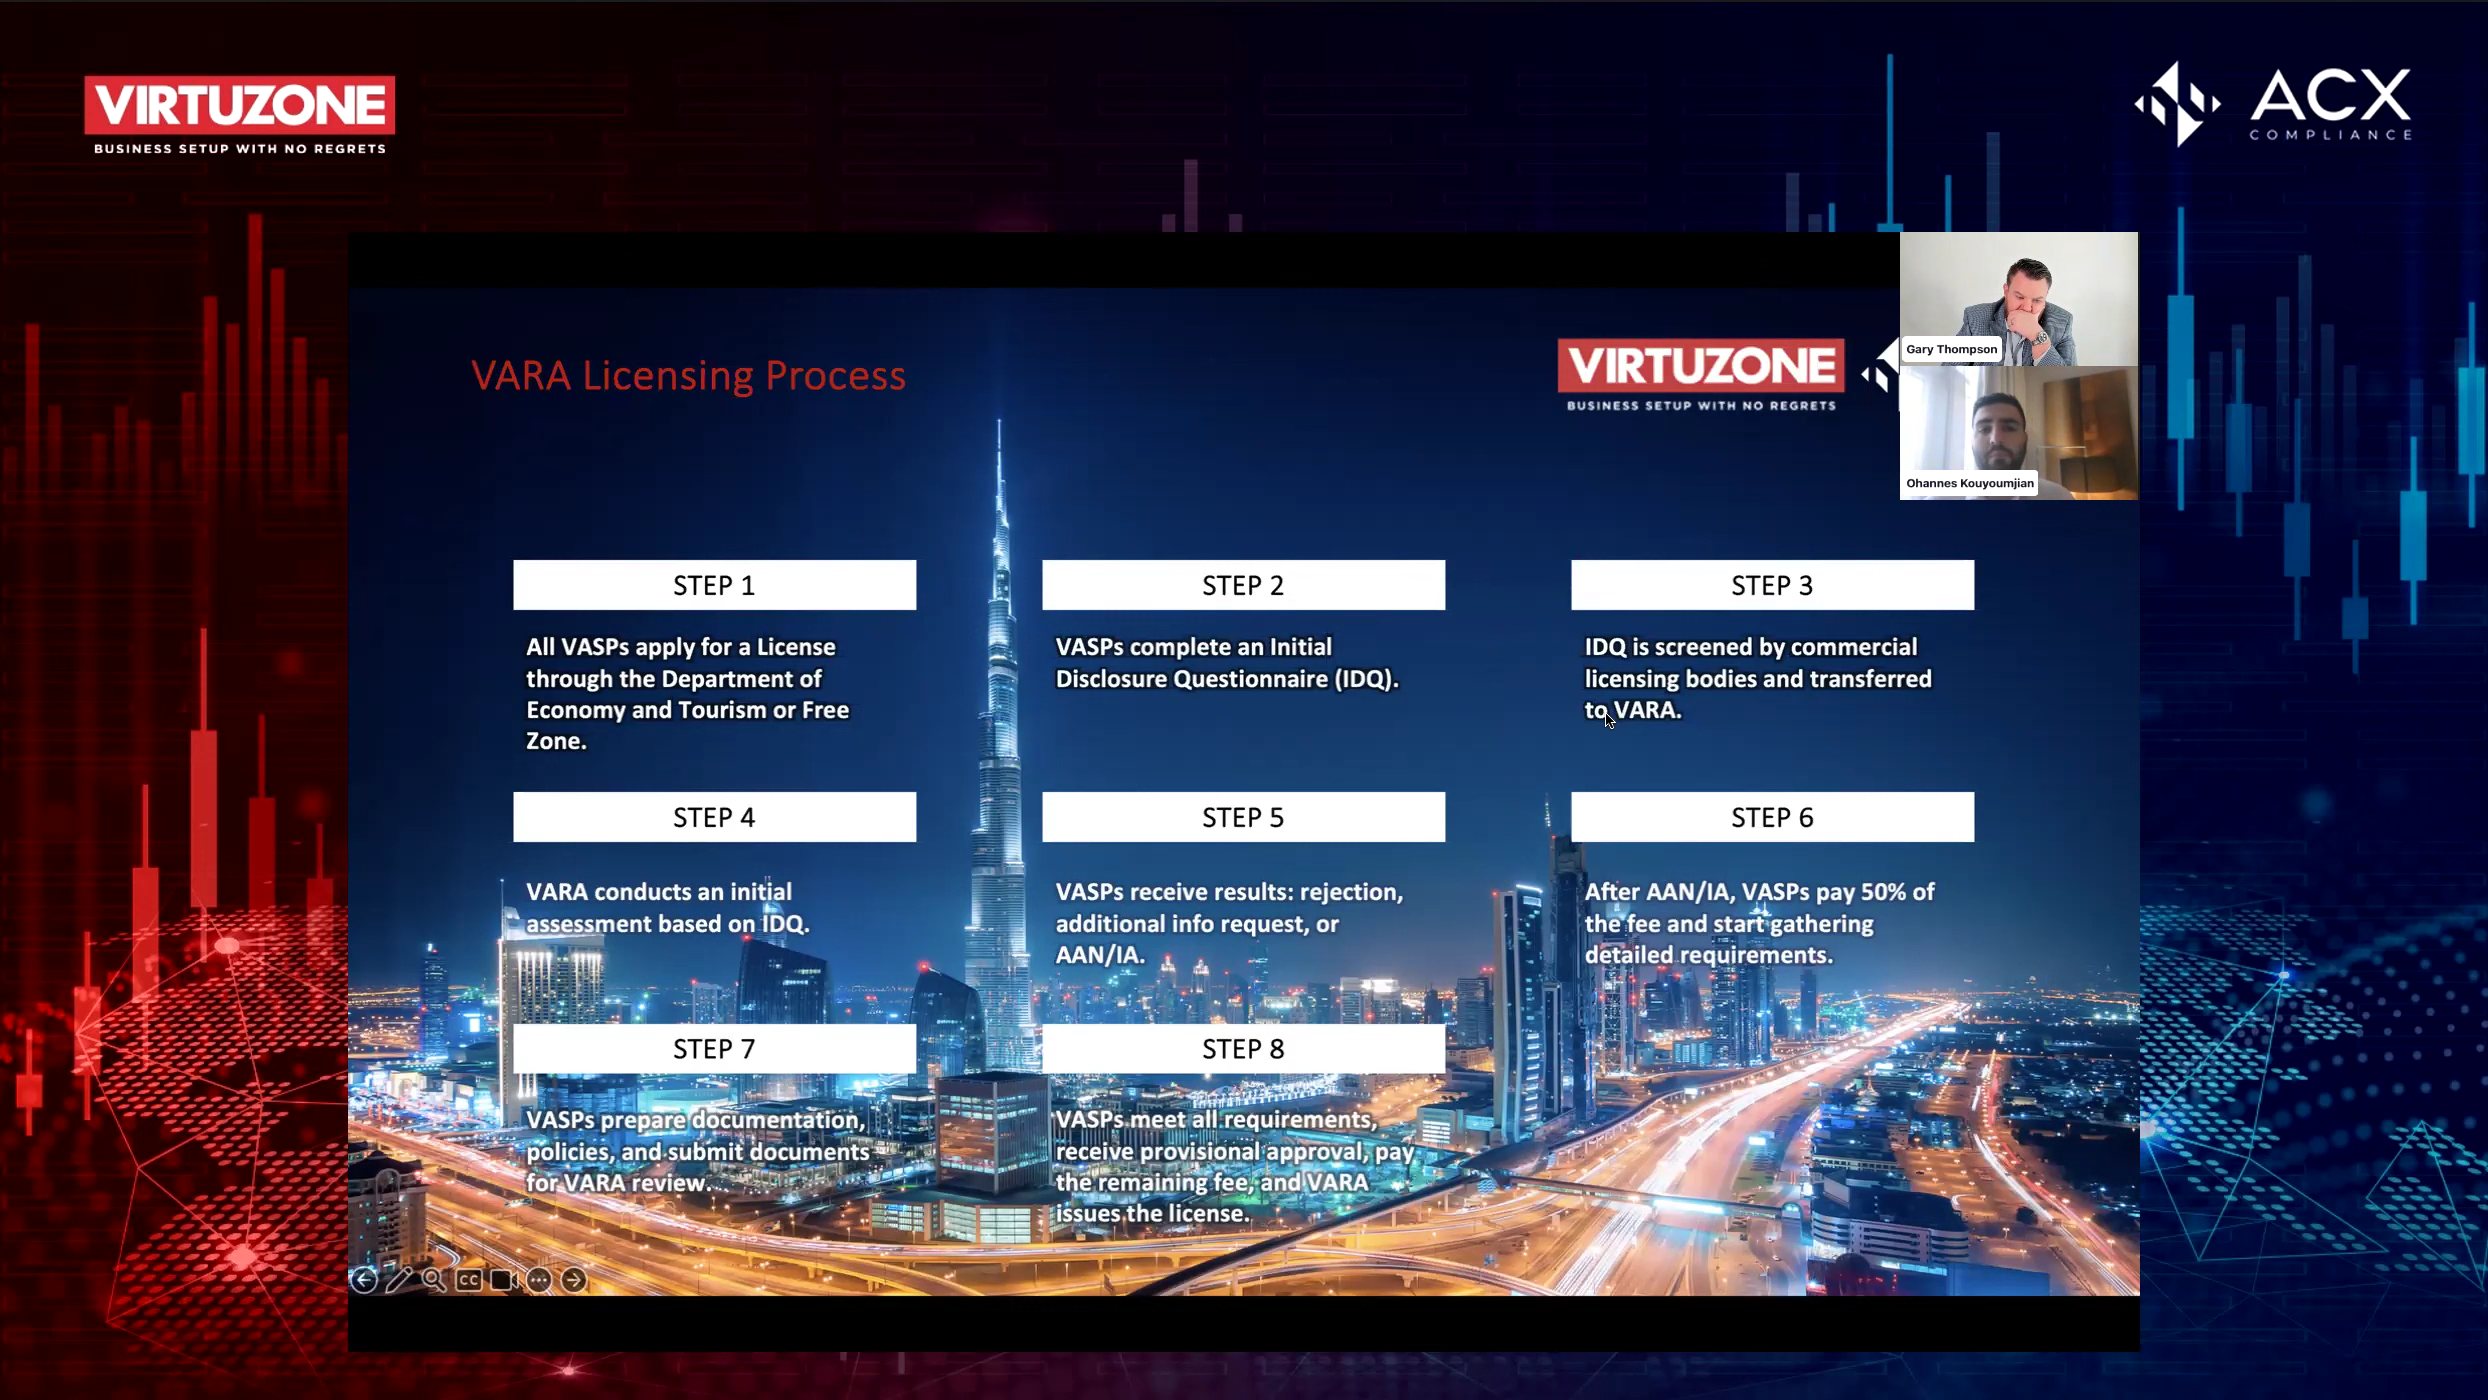 VIRTUZONE
BUSINESS SETUP WITH NO REGRETS
ACX
COMPLIANCE
VARA Licensing Process
VIRTUZONE
BUSINESS SETUP WITH NO REGRETS
Gary Thompson
Ohannes Kouyoumjian
STEP 1
All VASPs apply for a License
through the Department of
Economy and Tourism or Free
Zone.
STEP 2
VASPs complete an Initial
Disclosure Questionnaire (IDQ).
STEP 3
IDQ is screened by commercial
licensing bodies and transferred
to VARA.
STEP 4
VARA conducts an initial
assessment based on IDQ.
STEP 5
VASPs receive results: rejection,
additional info request, or
AAN/IA.
STEP 6
After AAN/IA, VASPs pay 50% of
the fee and start gathering
detailed requirements.
STEP 7
VASPs prepare documentation,
policies, and submit documents
for VARA review.
STEP 8
VASPs meet all requirements,
receive provisional approval, pay
the remaining fee, and VARA
issues the license.
CC